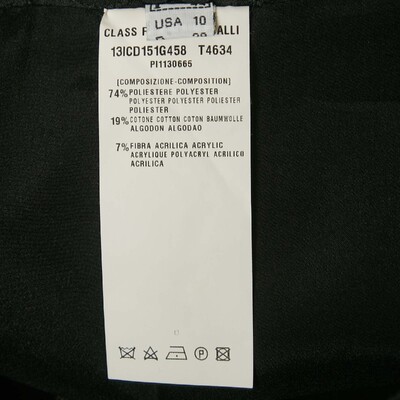 USA 10
CLASS
13ICD151G458 T4634
PI1130665
(COMPOSIZIONE-COMPOSITION)
74% POLIESTERE POLYESTER
POLYESTER POLYESTER POLIESTER
POLIESTER
19% COTONE COTTON COTON BAUMWOLLE
ALGODON ALGODAO
7% FIBRA ACRILICA ACRYLIC
ACRYLIQUE POLYACRYL ACRILICO
ACRILICA